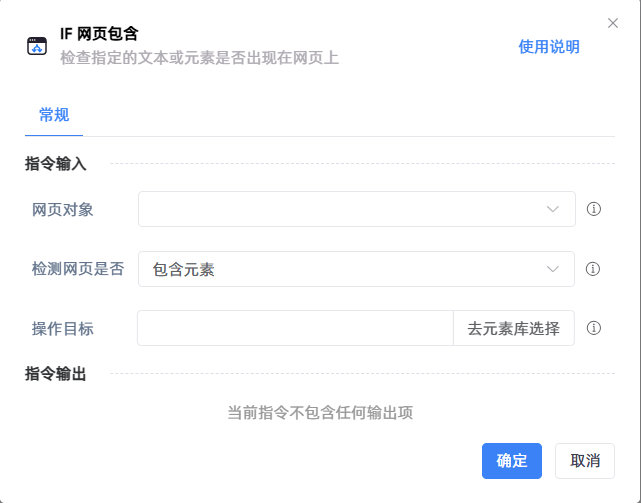 IF 网页包含
检查指定的文本或元素是否出现在网页上
使用说明
常规
指令输入
网页对象
检测网页是否 包含元素
操作目标 去元素库选择
指令输出
当前指令不包含任何输出项
确定 取消